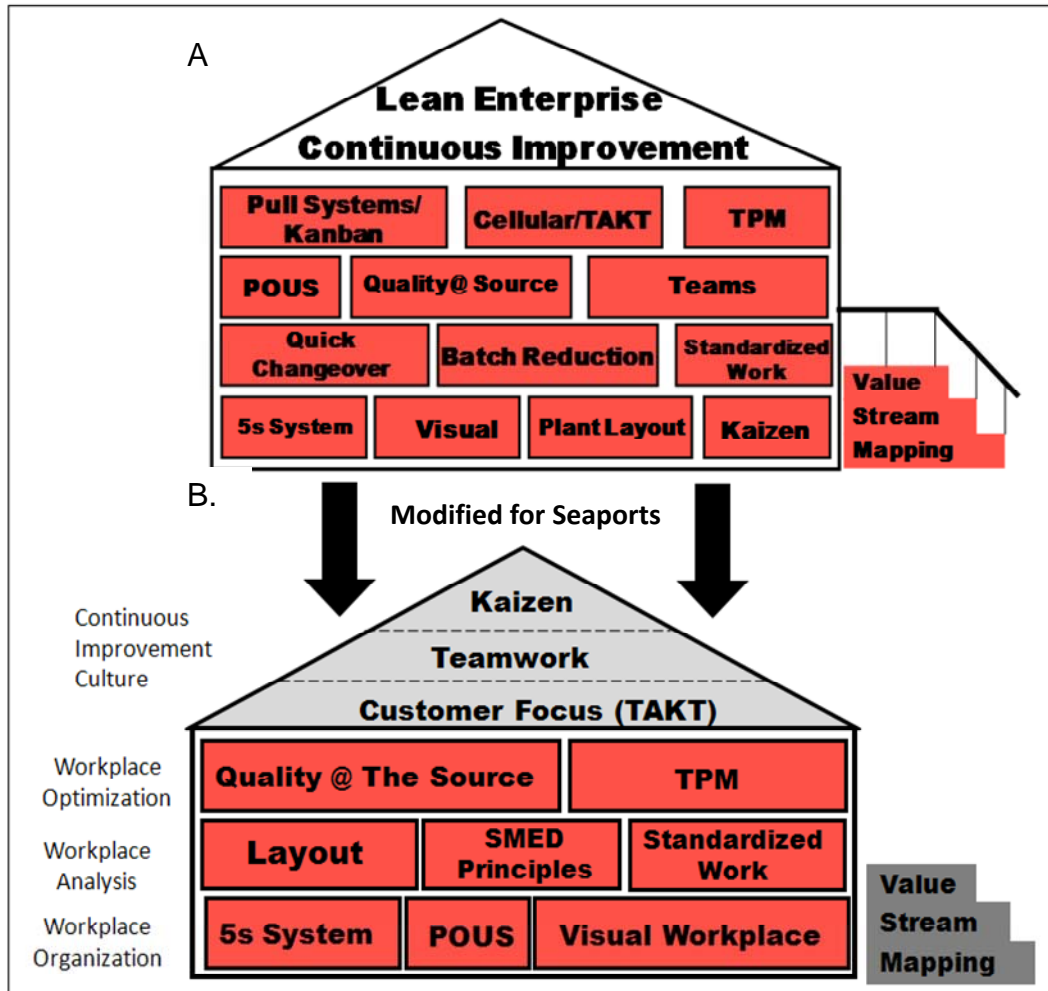 A
Lean Enterprise
Continuous Improvement
Pull Systems/
Kanban
Cellular/TAKT
TPM
POUS
Quality@ Source
Teams
Quick
Changeover
Batch Reduction
Standardized
Work
5s System
Visual
Plant Layout
Kaizen
Value
Stream
Mapping
B.
Modified for Seaports
Continuous
Improvement
Culture
Kaizen
Teamwork
Customer Focus (TAKT)
Workplace
Optimization
Quality @ The Source
TPM
Workplace
Analysis
Layout
SMED
Principles
Standardized
Work
Workplace
Organization
5s System
POUS
Visual Workplace
Value
Stream
Mapping